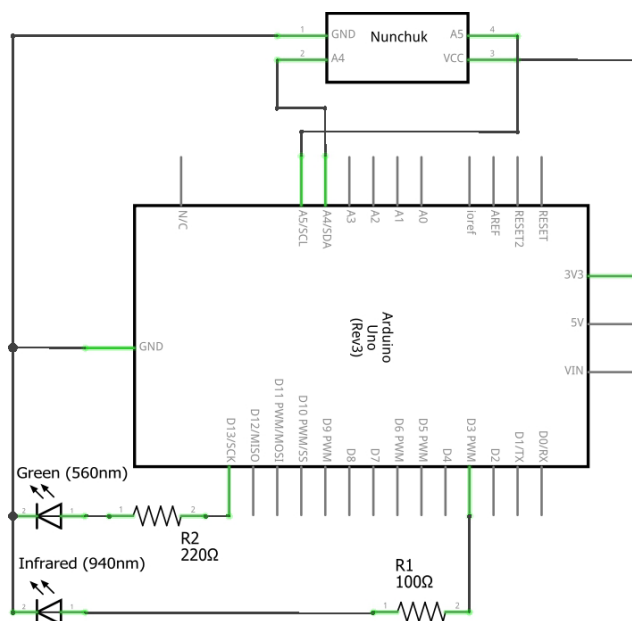 1 GND Nunchuk A5 4
2 A4 VCC 3
N/C
A5/SCL
A4/SDA
A3
A2
A1
A0
ioref
AREF
RESET2
RESET
3V3
5V
VIN
GND
Arduino
Uno
(Rev3)
D13/SCK
D12/MISO
D11 PWM/MOSI
D10 PWM/SS
D9 PWM
D8
D7
D6 PWM
D5 PWM
D4
D3 PWM
D2
D1/TX
D0/RX
Green (560nm)
2 1 1 2
R2
220Ω
Infrared (940nm)
R1
100Ω
2 1 1 2